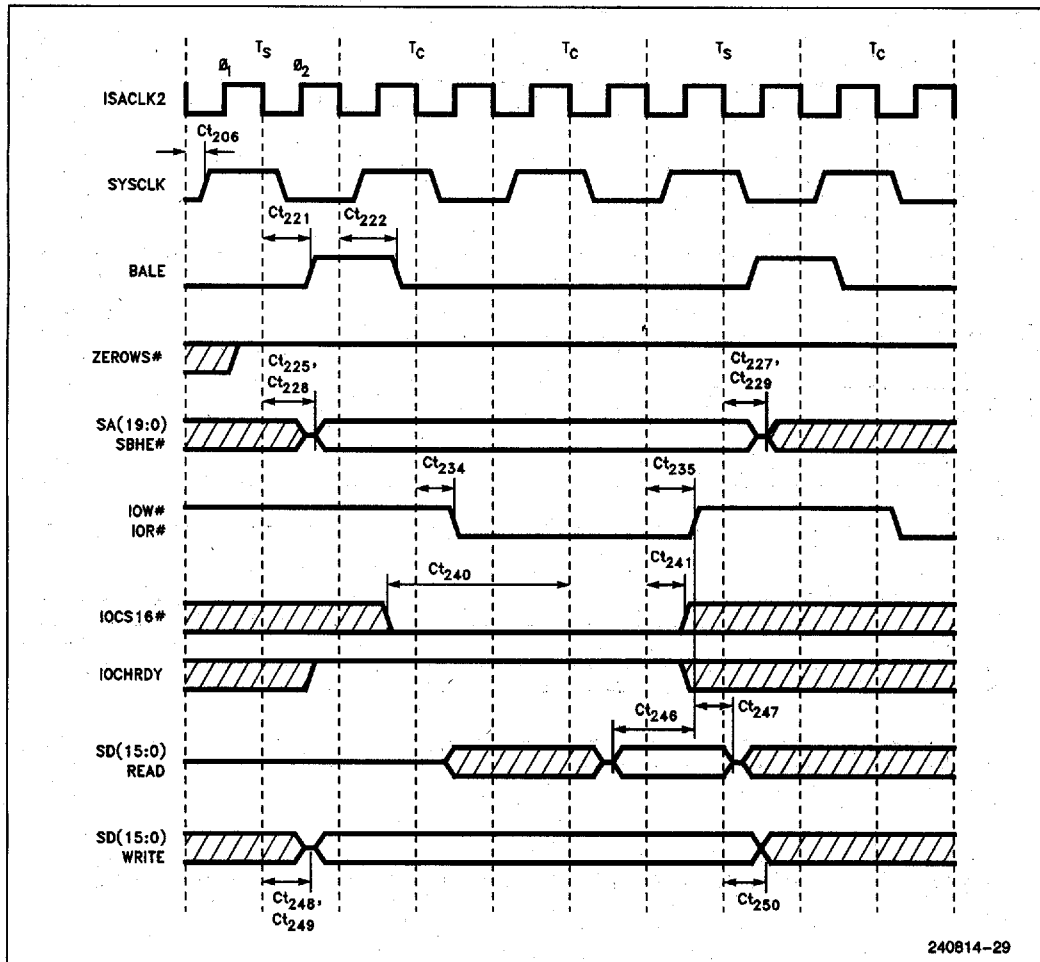 TS TC TC TS TC
Ø1 Ø2
ISACLK2
Ct206
SYSCLK
Ct221 Ct222
BALE
ZEROWS#
Ct225, Ct227,
Ct228 Ct229
SA(19:0)
SBHE#
Ct234 Ct235
IOW#
IOR#
Ct240 Ct241
IOCS16#
IOCHRDY
Ct246 Ct247
SD(15:0)
READ
SD(15:0)
WRITE
Ct248, Ct250
Ct249
240814-29